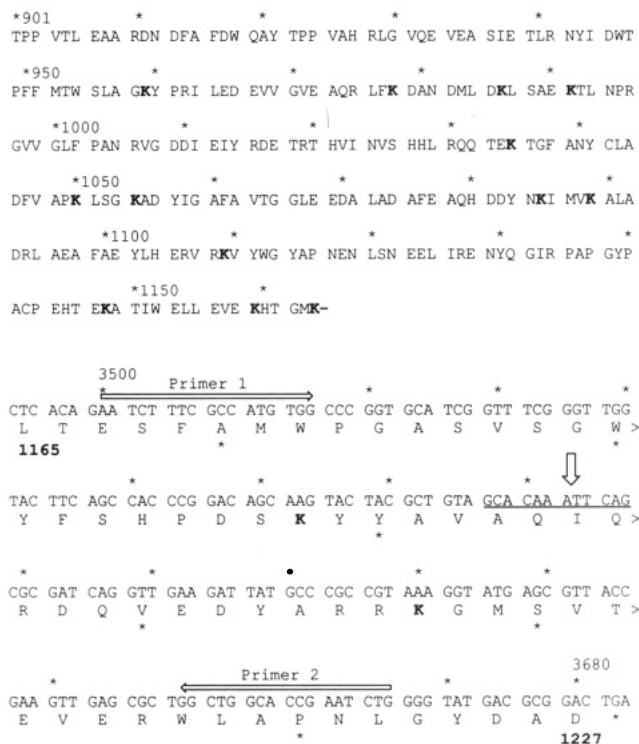 *901 * * * *
TPP VTL EAA RDN DFA FDW QAY TPP VAH RLG VQE VEA SIE TLR NYI DWT
*950 * * * *
PFF MTW SLA GKY PRI LED EVV GVE AQR LFK DAN DML DKL SAE KTL NPR
*1000 * * * *
GVV GLF PAN RVG DDI EIY RDE TRT HVI NVS HHL RQQ TEK TGF ANY CLA
*1050 * * * *
DFV APK LSG KAD YIG AFA VTG GLE EDA LAD AFE AQH DDY NKI MVK ALA
*1100 * * * *
DRL AEA FAE YLH ERV RKV YWG YAP NEN LSN EEL IRE NYQ GIR PAP GYP
*1150 *
ACP EHT EKA TIW ELL EVE KHT GMK-
3500
* Primer 1 * * *
CTC ACA GAA TCT TTC GCC ATG TGG CCC GGT GCA TCG GTT TCG GGT TGG
L T E S F A M W P G A S V S G W >
1165 * *
* * * *
TAC TTC AGC CAC CCG GAC AGC AAG TAC TAC GCT GTA GCA CAA ATT CAG
Y F S H P D S K Y Y A V A Q I Q >
*
* * • * *
CGC GAT CAG GTT GAA GAT TAT GCC CGC CGT AAA GGT ATG AGC GTT ACC
R D Q V E D Y A R R K G M S V T >
* *
3680
* Primer 2 * *
GAA GTT GAG CGC TGG CTG GCA CCG AAT CTG GGG TAT GAC GCG GAC TGA
E V E R W L A P N L G Y D A D *
* 1227